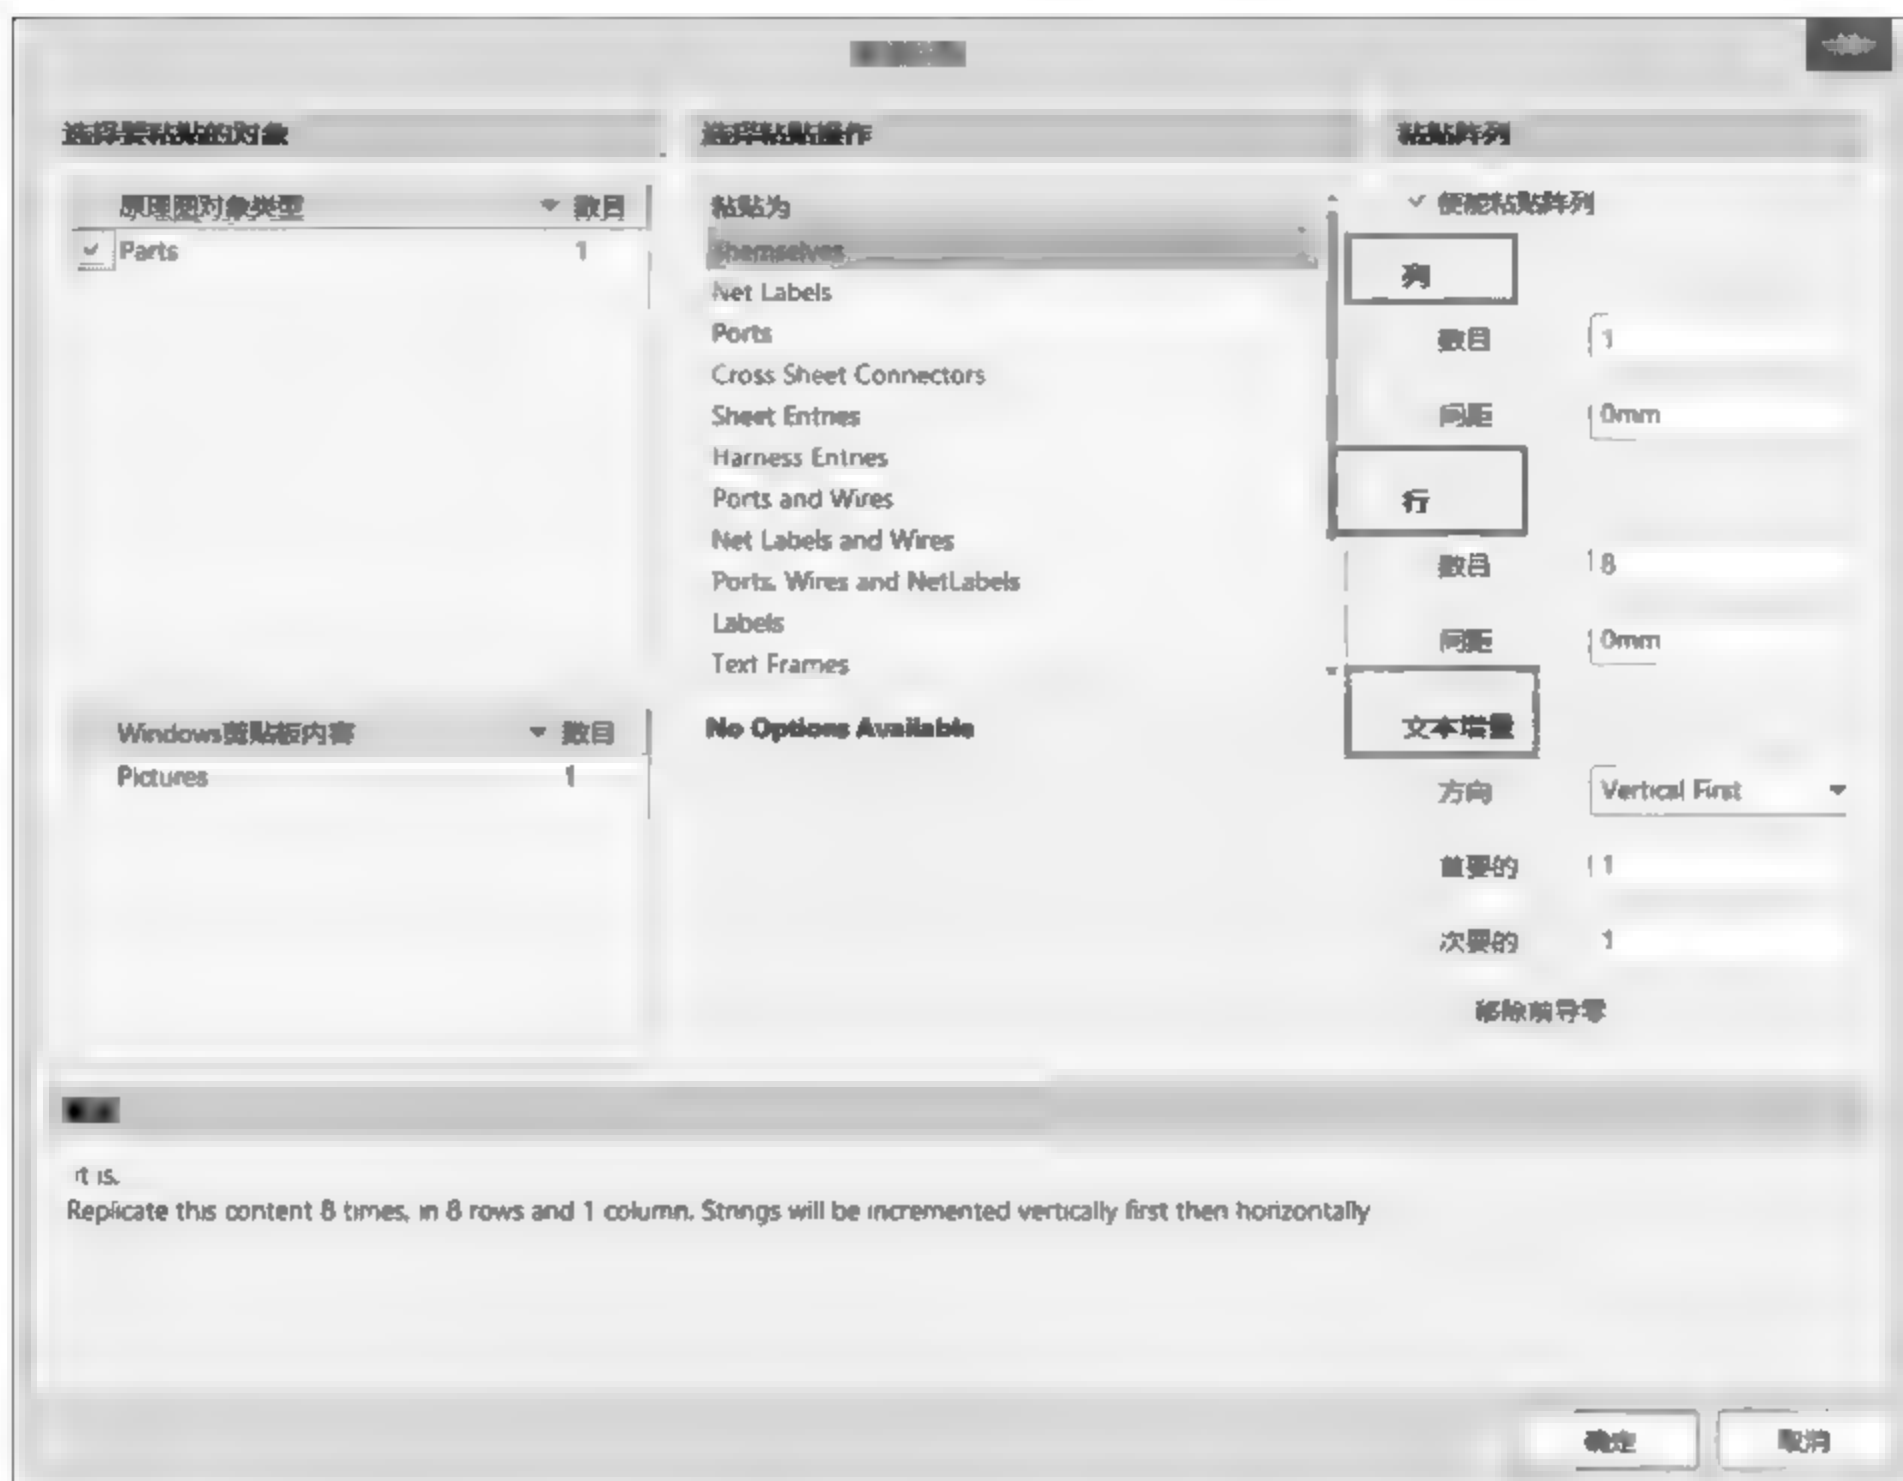 选择要粘贴的对象
原理图对象类型 数目
Parts 1
Windows剪贴板内容 数目
Pictures 1
选择粘贴操作
粘贴为
Themselves
Net Labels
Ports
Cross Sheet Connectors
Sheet Entries
Harness Entries
Ports and Wires
Net Labels and Wires
Ports, Wires and NetLabels
Labels
Text Frames
No Options Available
粘贴阵列
使能粘贴阵列
列
数目 1
间距 0mm
行
数目 8
间距 0mm
文本增量
方向 Vertical First
首要的 1
次要的 1
移除前导零
it is.
Replicate this content 8 times, in 8 rows and 1 column. Strings will be incremented vertically first then horizontally
确定 取消